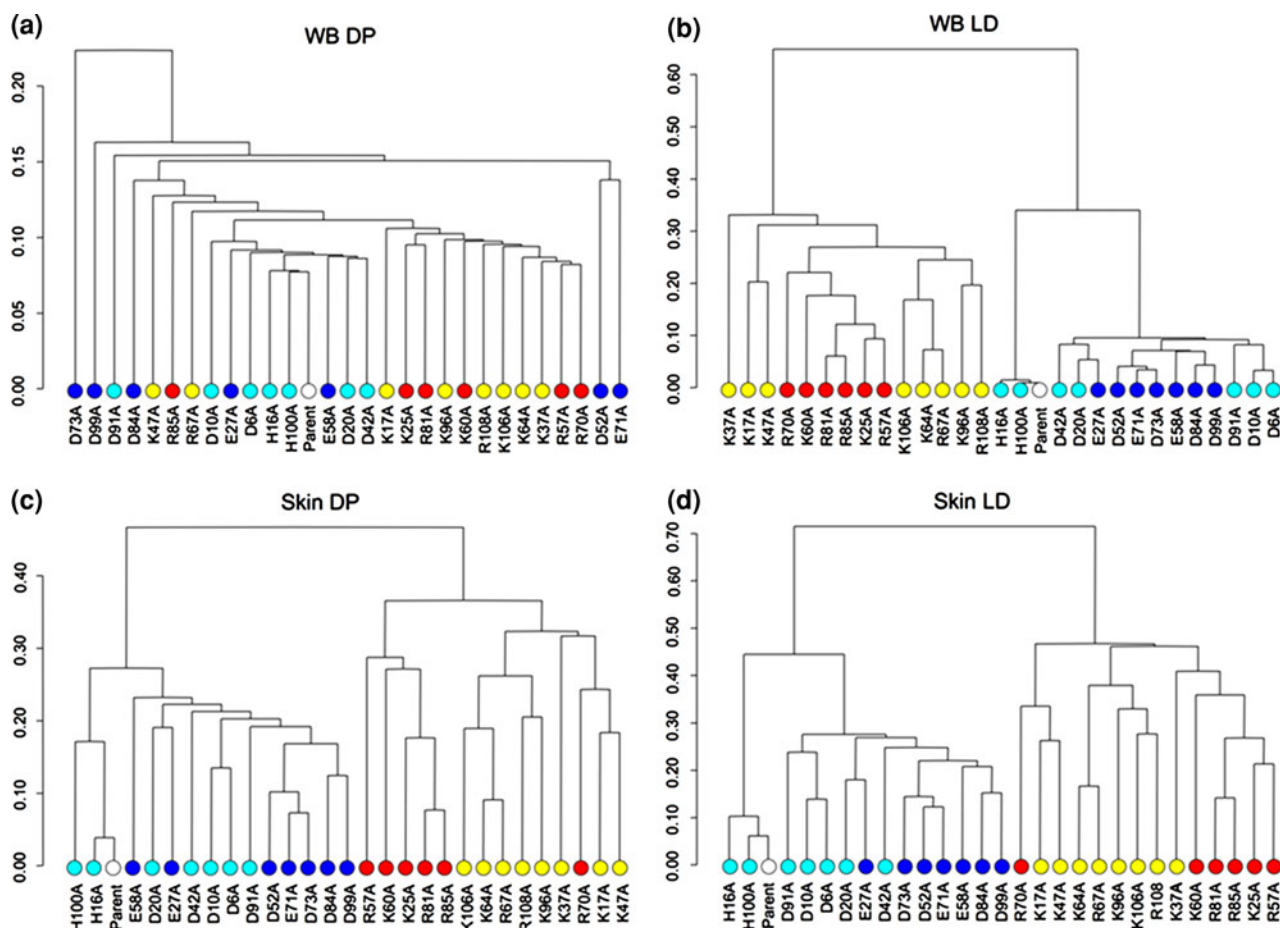 (a)
WB DP
0.20
0.15
0.10
0.05
0.00
D73A D99A D91A D84A K47A R85A R67A D10A E27A D6A H16A H100A Parent E58A D20A D42A K17A K25A R81A K96A K60A R108A K106A K64A K37A R57A R70A D52A E71A
(b)
WB LD
0.60
0.50
0.40
0.30
0.20
0.10
0.00
K37A K17A K47A R70A K60A R81A R85A K25A R57A K106A K64A R67A K96A R108A H16A H100A Parent D42A D20A E27A D52A E71A D73A E58A D84A D99A D91A D10A D6A
(c)
Skin DP
0.40
0.30
0.20
0.10
0.00
H100A H16A Parent E58A D20A E27A D42A D10A D6A D91A D52A E71A D73A D84A D99A R57A K60A K25A R81A R85A K106A K64A R67A R108A K96A K37A R70A K17A K47A
(d)
Skin LD
0.70
0.60
0.50
0.40
0.30
0.20
0.10
0.00
H16A H100A Parent D91A D10A D6A D20A E27A D42A D73A D52A E71A E58A D84A D99A R70A K17A K47A K64A R67A K96A K106A R108 K37A K60A R81A R85A K25A R57A